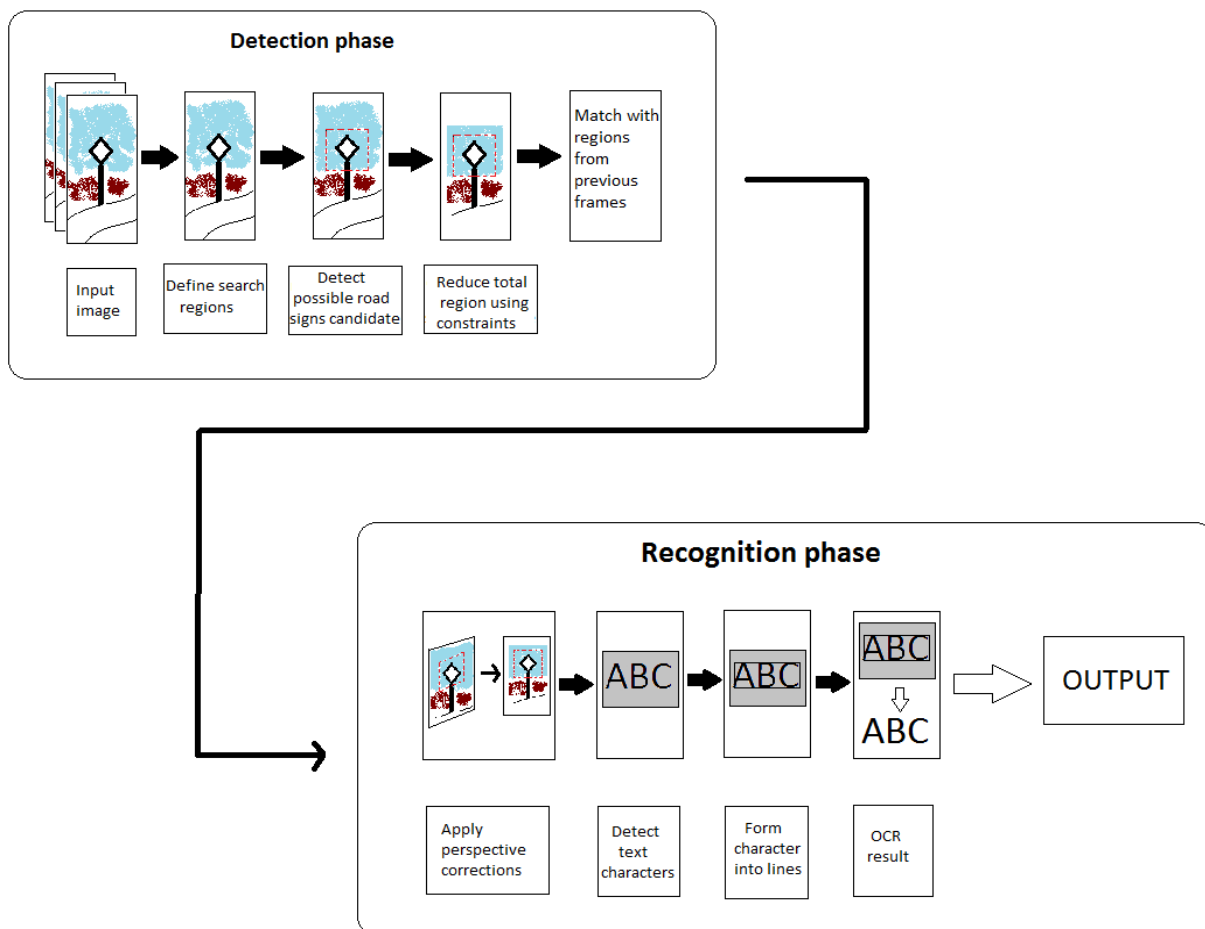 Detection phase
Match with
regions
from
previous
frames
Input
image
Define search
regions
Detect
possible road
signs candidate
Reduce total
region using
constraints
Recognition phase
ABC
ABC
ABC
ABC
OUTPUT
Apply
perspective
corrections
Detect
text
characters
Form
character
into lines
OCR
result